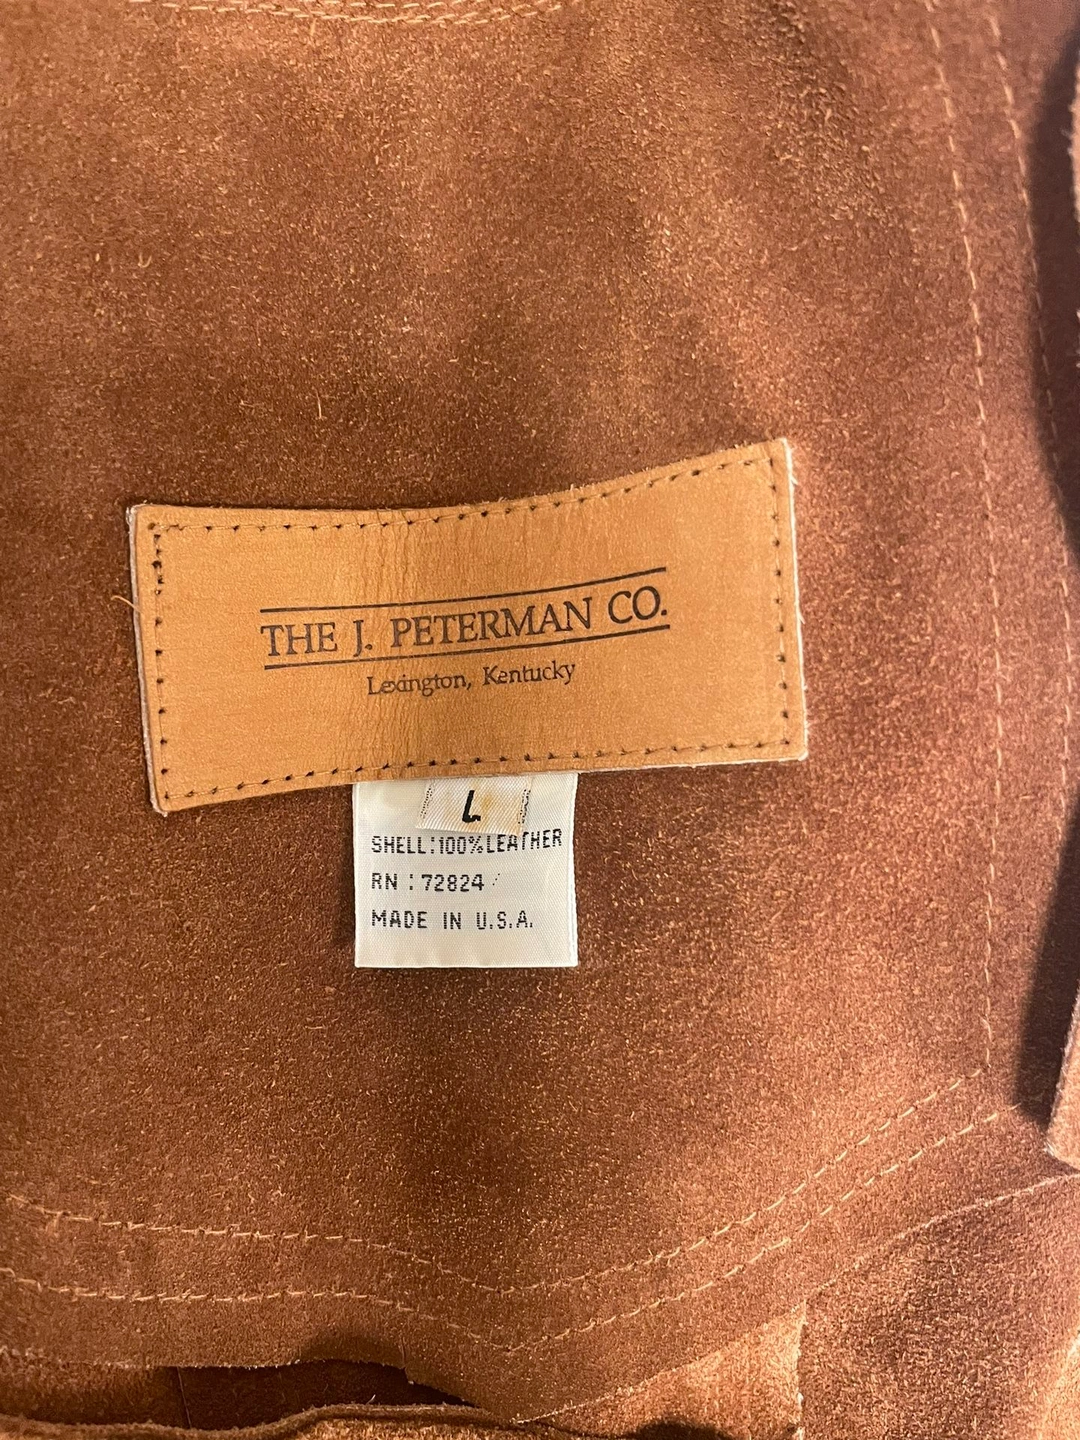 THE J. PETERMAN CO.
Lexington, Kentucky
L
SHELL:100%LEATHER
RN : 72824
MADE IN U.S.A.